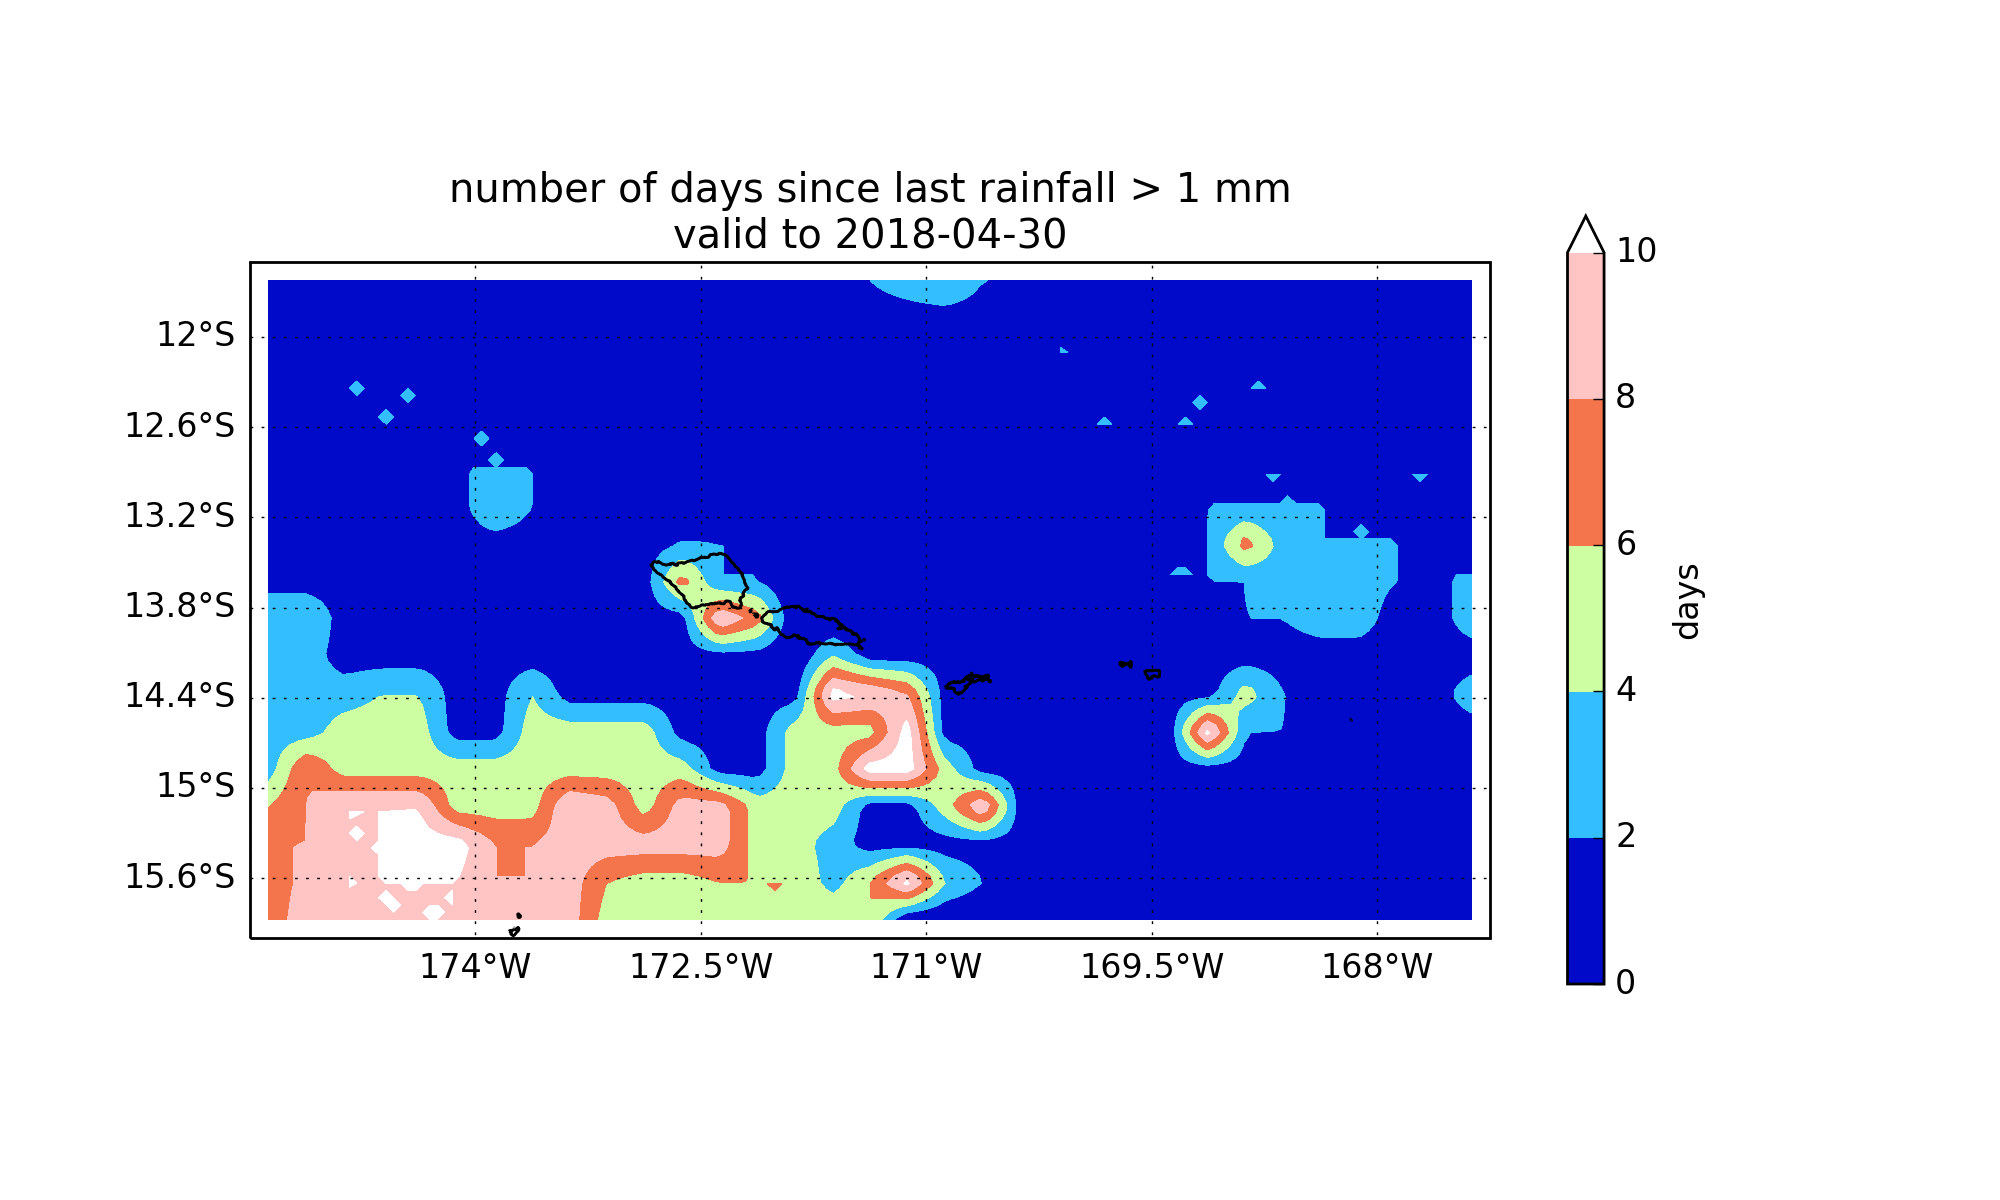 number of days since last rainfall > 1 mm
valid to 2018-04-30
12°S
12.6°S
13.2°S
13.8°S
14.4°S
15°S
15.6°S
174°W
172.5°W
171°W
169.5°W
168°W
10
8
6
4
2
0
days